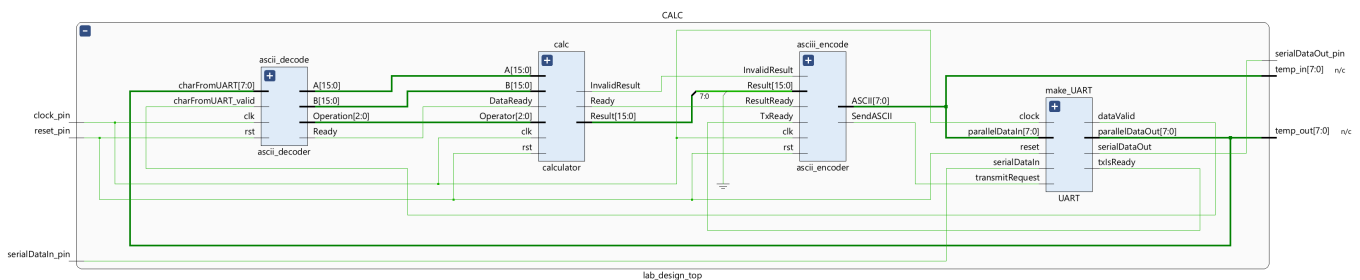 CALC
ascii_decode
charFromUART[7:0]
charFromUART_valid
clk
rst
A[15:0]
B[15:0]
Operation[2:0]
Ready
ascii_decoder
calc
A[15:0]
B[15:0]
DataReady
Operator[2:0]
clk
rst
InvalidResult
Ready
Result[15:0]
calculator
7:0
asciii_encode
InvalidResult
Result[15:0]
ResultReady
TxReady
clk
rst
ASCII[7:0]
SendASCII
ascii_encoder
make_UART
clock
parallelDataIn[7:0]
reset
serialDataIn
transmitRequest
dataValid
parallelDataOut[7:0]
serialDataOut
txIsReady
UART
clock_pin
reset_pin
serialDataIn_pin
serialDataOut_pin
temp_in[7:0] n/c
temp_out[7:0] n/c
lab_design_top